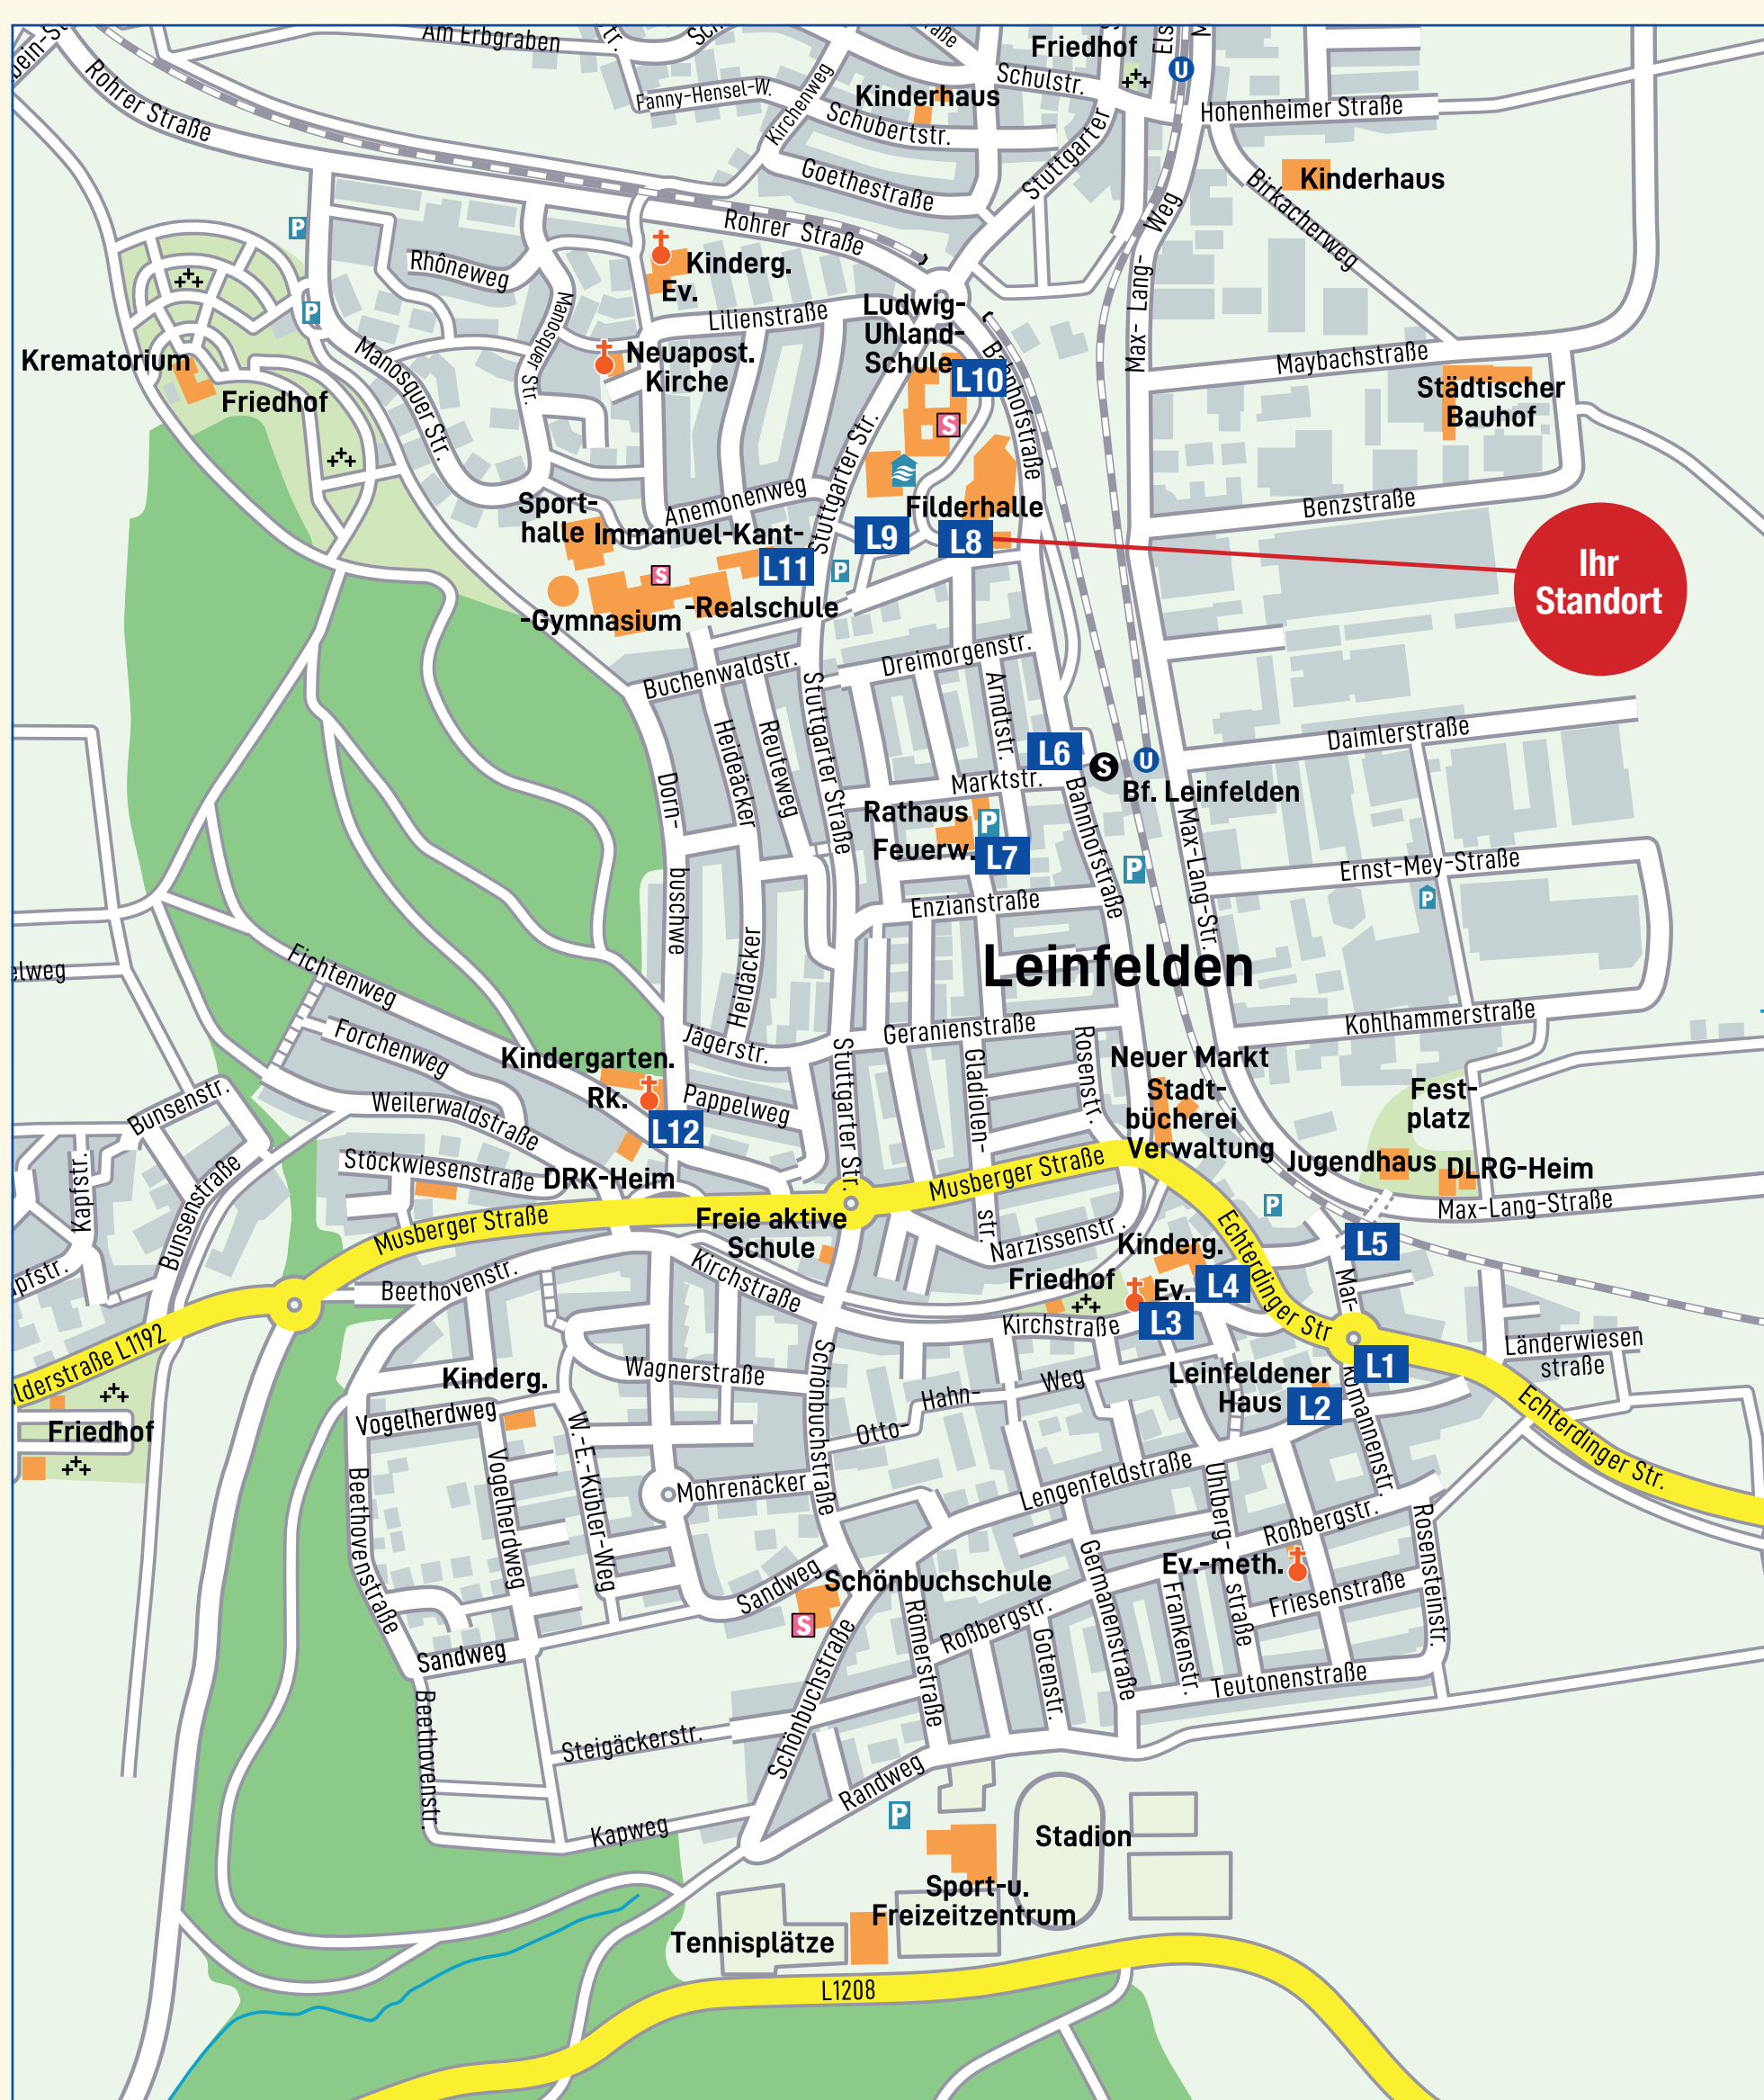 Am Erbgraben
Friedhof
U
Rohrer Straße
Fanny-Hensel-W.
Kirchenweg
Kinderhaus
Schulstr.
Schubertstr.
Stuttgarter
Hohenheimer Straße
Kinderhaus
Birkacherweg
Goethestraße
Rohrer Straße
Max- Lang- Weg
P
Rhôneweg
Kinderg.
Ev.
Manosquer Str.
Lilienstraße
P
Krematorium
Friedhof
Manosquer Str.
Neuapost.
Kirche
Ludwig-
Uhland-
Schule
L10
S
Bahnhofstraße
Maybachstraße
Städtischer
Bauhof
Benzstraße
Stuttgarter Str.
Anemonenweg
Sport-
halle
Immanuel-Kant-
Filderhalle
L9
L8
L11
P
S
-Realschule
-Gymnasium
Ihr
Standort
Buchenwaldstr.
Dreimorgenstr.
Arndtstr.
Stuttgarter Straße
Heideäcker
Reuteweg
Dorn-
buschwe
Daimlerstraße
L6
S
U
Bf. Leinfelden
Marktstr.
Bahnhofstraße
Rathaus
P
Feuerw.
L7
P
Max-Lang-Str.
Ernst-Mey-Straße
P
Enzianstraße
Leinfelden
Heidäcker
elweg
Fichtenweg
Forchenweg
Jägerstr.
Geranienstraße
Kohlhammerstraße
Kindergarten.
Rk.
L12
Pappelweg
Stuttgarter Str.
Gladiolen-
str.
Rosenstr.
Neuer Markt
Stadt-
bücherei
Verwaltung
Fest-
platz
Bunsenstr.
Weilerwaldstraße
Stöckwiesenstraße
DRK-Heim
Kapfstr.
Bunsenstraße
Jugendhaus
DLRG-Heim
Max-Lang-Straße
Musberger Straße
Musberger Straße
Freie aktive
Schule
P
L5
Narzissenstr.
Kinderg.
Echterdinger Str
Mar-
komannenstr.
pfstr.
Beethovenstr.
Kirchstraße
Friedhof
Ev.
L4
L3
Kirchstraße
lderstraße L1192
Wagnerstraße
Schönbuchstraße
Länderwiesen
straße
L1
Leinfeldener
Haus
L2
Kinderg.
Vogelherdweg
Otto-
Hahn-
Weg
Friedhof
Echterdinger Str.
Beethovenstraße
Vogelherdweg
W.-E.-Kübler-Weg
Mohrenäcker
Lengenfeldstraße
Uhlberg-
straße
Roßbergstr.
Rosensteinstr.
Ev.-meth.
Germanenstraße
Frankenstr.
Friesenstraße
Sandweg
Schönbuchschule
S
Römerstraße
Roßbergstr.
Gotenstr.
Teutonenstraße
Sandweg
Beethovenstr.
Schönbuchstraße
Steigäckerstr.
Randweg
Kapweg
P
Stadion
Sport-u.
Freizeitzentrum
Tennisplätze
L1208